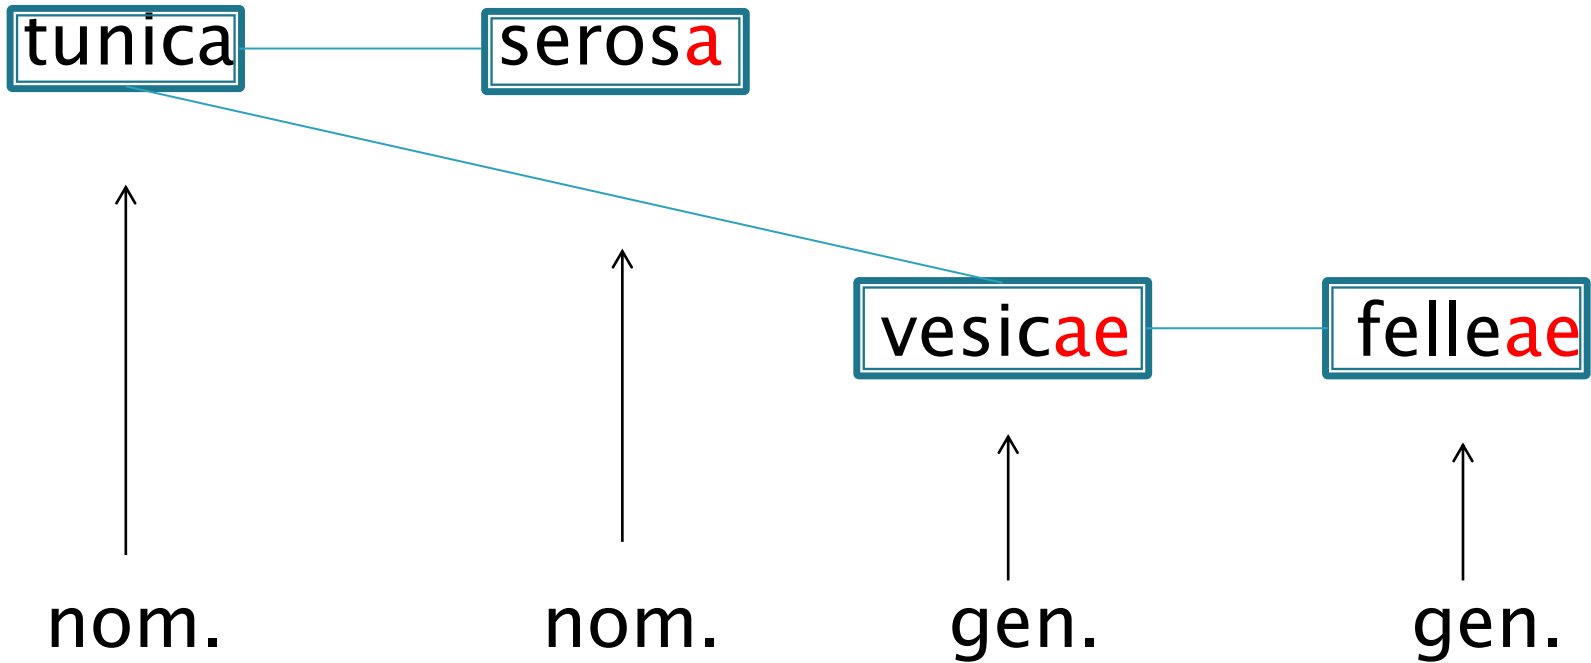 tunica serosa
vesicae felleae
nom. nom. gen. gen.